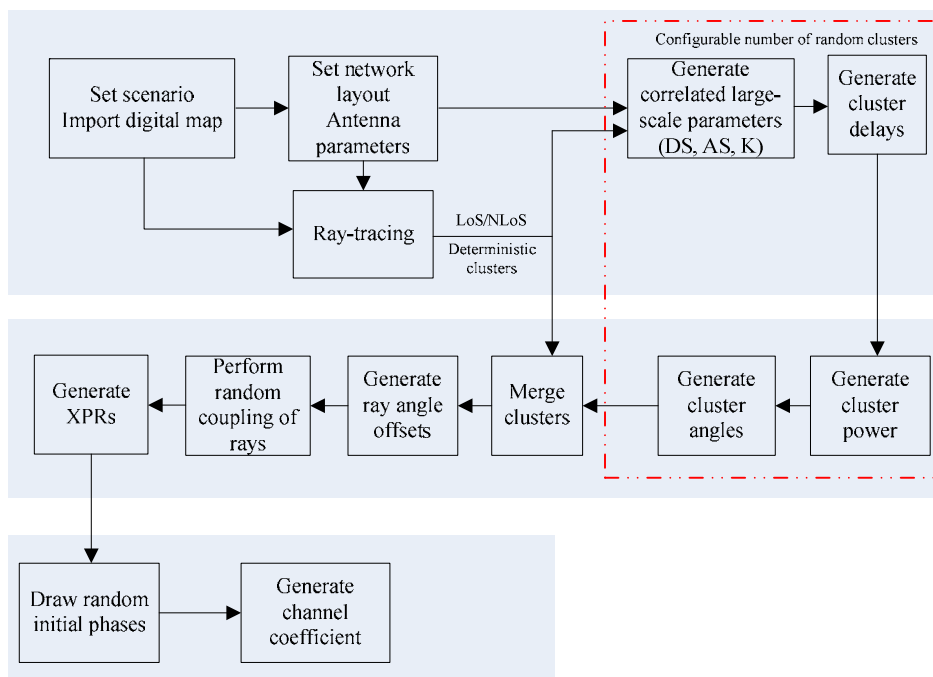 Configurable number of random clusters
Set scenario
Import digital map
Set network
layout
Antenna
parameters
Generate
correlated large-
scale parameters
(DS, AS, K)
Generate
cluster
delays
Ray-tracing
LoS/NLoS
Deterministic
clusters
Generate
XPRs
Perform
random
coupling of
rays
Generate
ray angle
offsets
Merge
clusters
Generate
cluster
angles
Generate
cluster
power
Draw random
initial phases
Generate
channel
coefficient